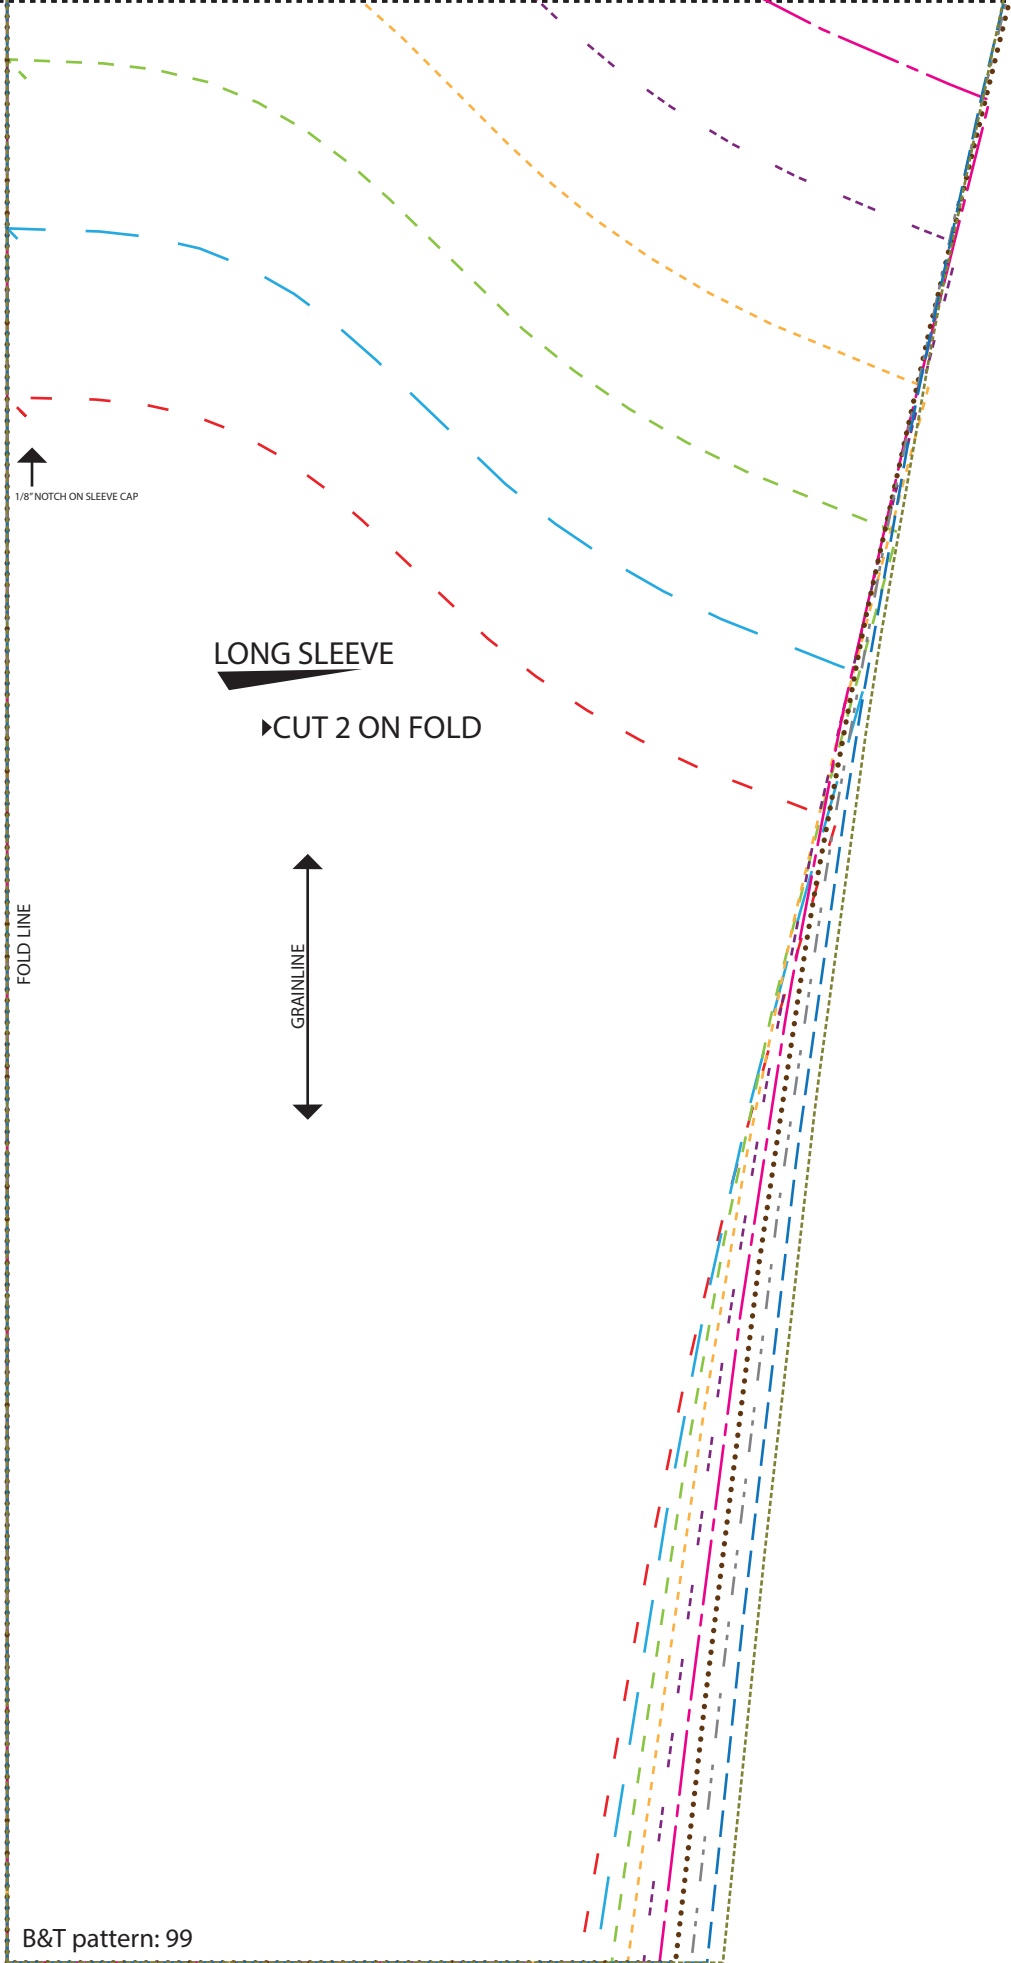 1/8" NOTCH ON SLEEVE CAP
LONG SLEEVE
CUT 2 ON FOLD
FOLD LINE
GRAINLINE
B&T pattern: 99